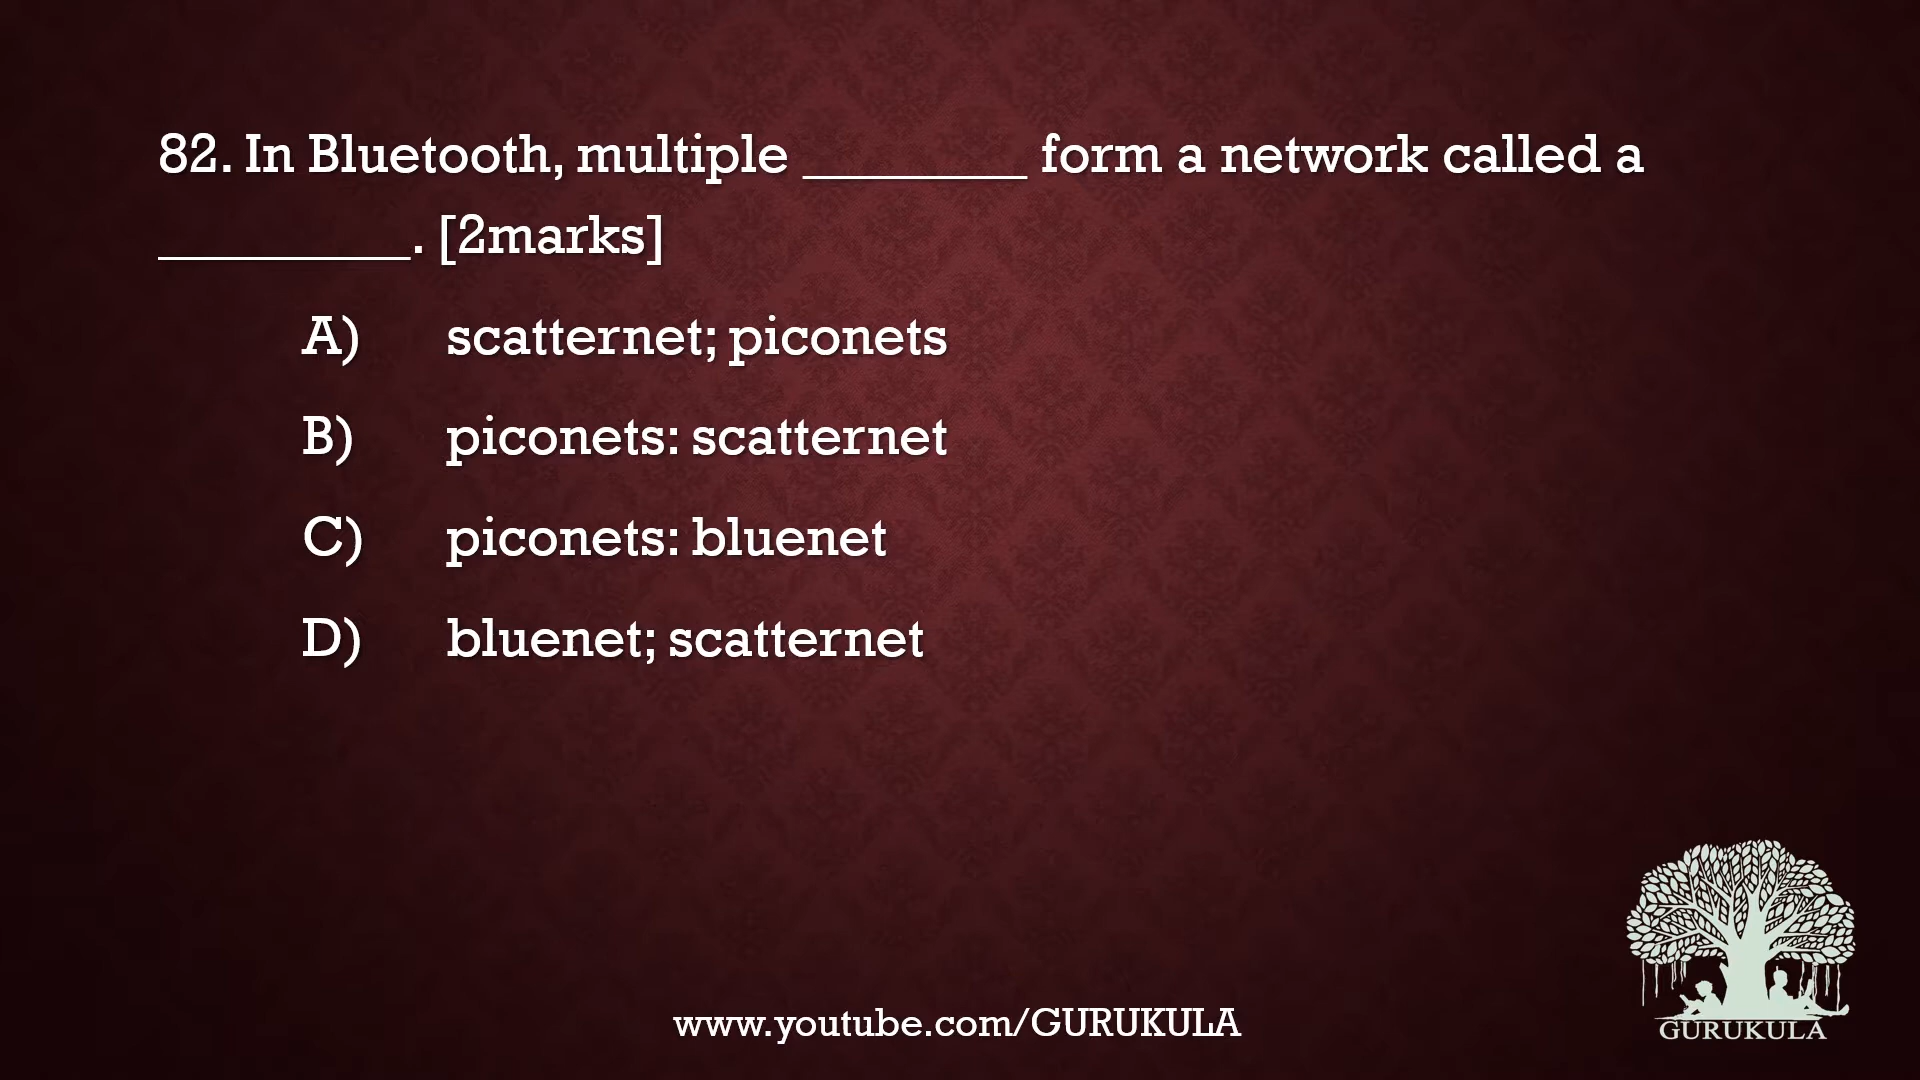 82. In Bluetooth, multiple ________ form a network called a
_________. [2marks]
A) scatternet; piconets
B) piconets: scatternet
C) piconets: bluenet
D) bluenet; scatternet
www.youtube.com/GURUKULA
GURUKULA